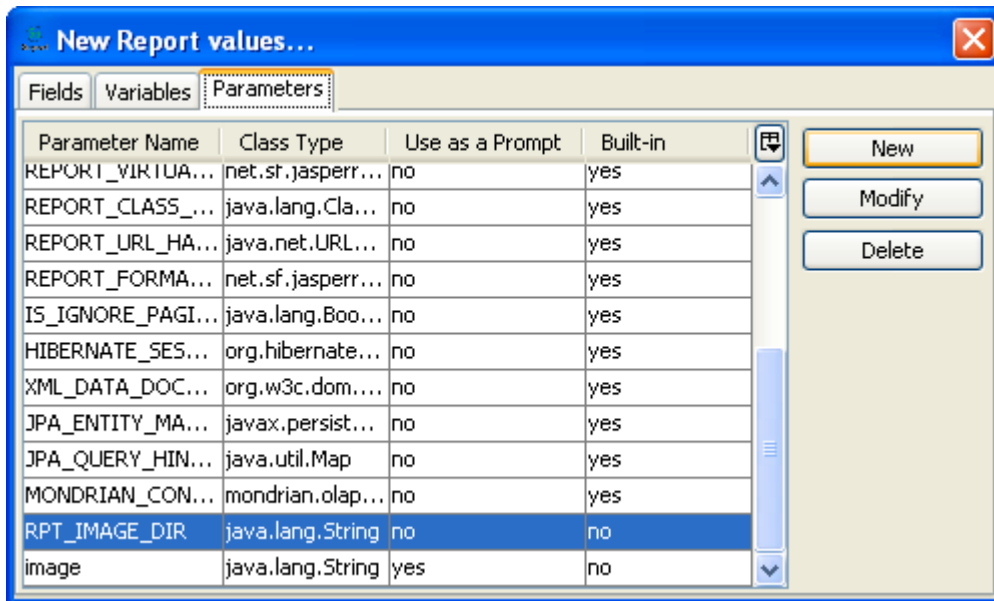 New Report values...
Fields Variables Parameters
Parameter Name Class Type Use as a Prompt Built-in
REPORT_VIRTUA... net.sf.jasperr... no yes
REPORT_CLASS_... java.lang.Cla... no yes
REPORT_URL_HA... java.net.URL... no yes
REPORT_FORMA... net.sf.jasperr... no yes
IS_IGNORE_PAGI... java.lang.Boo... no yes
HIBERNATE_SES... org.hibernate... no yes
XML_DATA_DOC... org.w3c.dom.... no yes
JPA_ENTITY_MA... javax.persist... no yes
JPA_QUERY_HIN... java.util.Map no yes
MONDRIAN_CON... mondrian.olap... no yes
RPT_IMAGE_DIR java.lang.String no no
image java.lang.String yes no
New
Modify
Delete